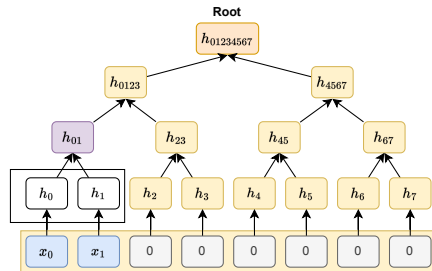 Root
h₀₁₂₃₄₅₆₇
h₀₁₂₃ h₄₅₆₇
h₀₁ h₂₃ h₄₅ h₆₇
h₀ h₁ h₂ h₃ h₄ h₅ h₆ h₇
x₀ x₁ 0 0 0 0 0 0